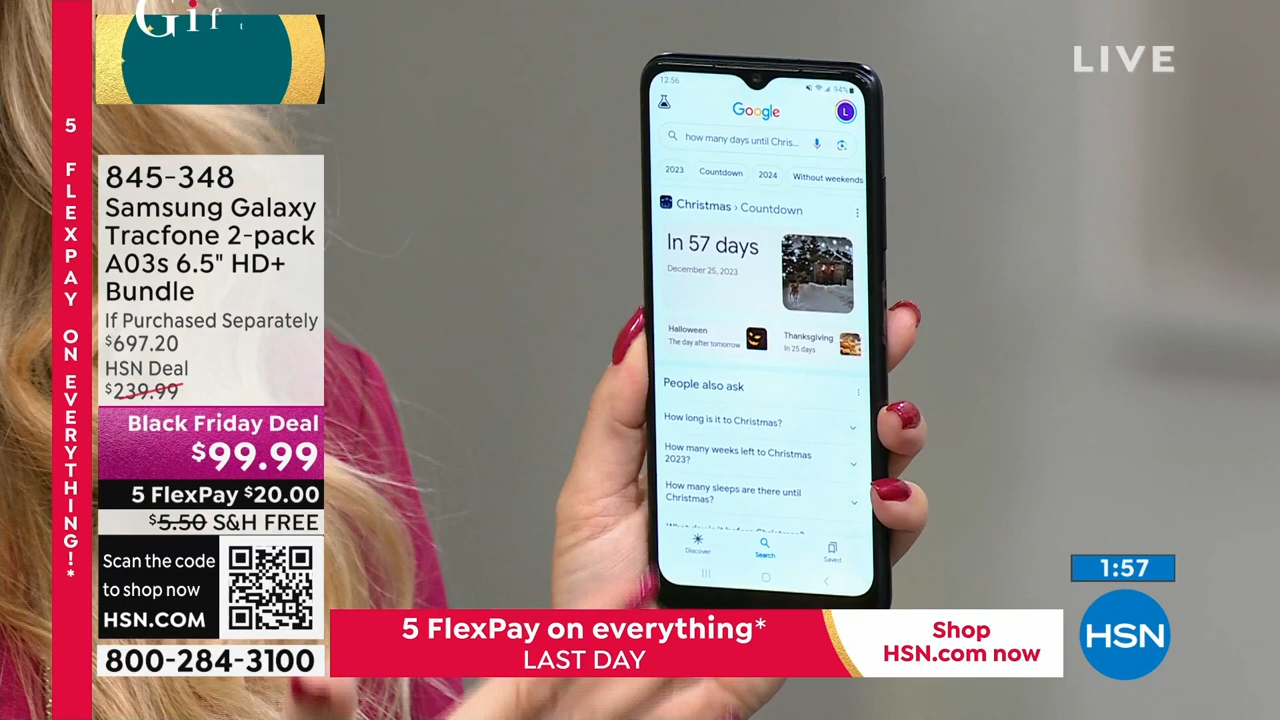 Gift
5 FLEXPAY ON EVERYTHING!*
845-348
Samsung Galaxy
Tracfone 2-pack
A03s 6.5" HD+
Bundle
If Purchased Separately
$697.20
HSN Deal
$239.99
Black Friday Deal
$99.99
5 FlexPay $20.00
$5.50 S&H FREE
Scan the code
to shop now
HSN.COM
800-284-3100
LIVE
12:56
94%
Google
L
how many days until Chris...
2023
Countdown
2024
Without weekends
Christmas › Countdown
In 57 days
December 25, 2023
Halloween
The day after tomorrow
Thanksgiving
In 25 days
People also ask
How long is it to Christmas?
How many weeks left to Christmas
2023?
How many sleeps are there until
Christmas?
Discover
Search
Saved
5 FlexPay on everything*
LAST DAY
Shop
HSN.com now
1:57
HSN